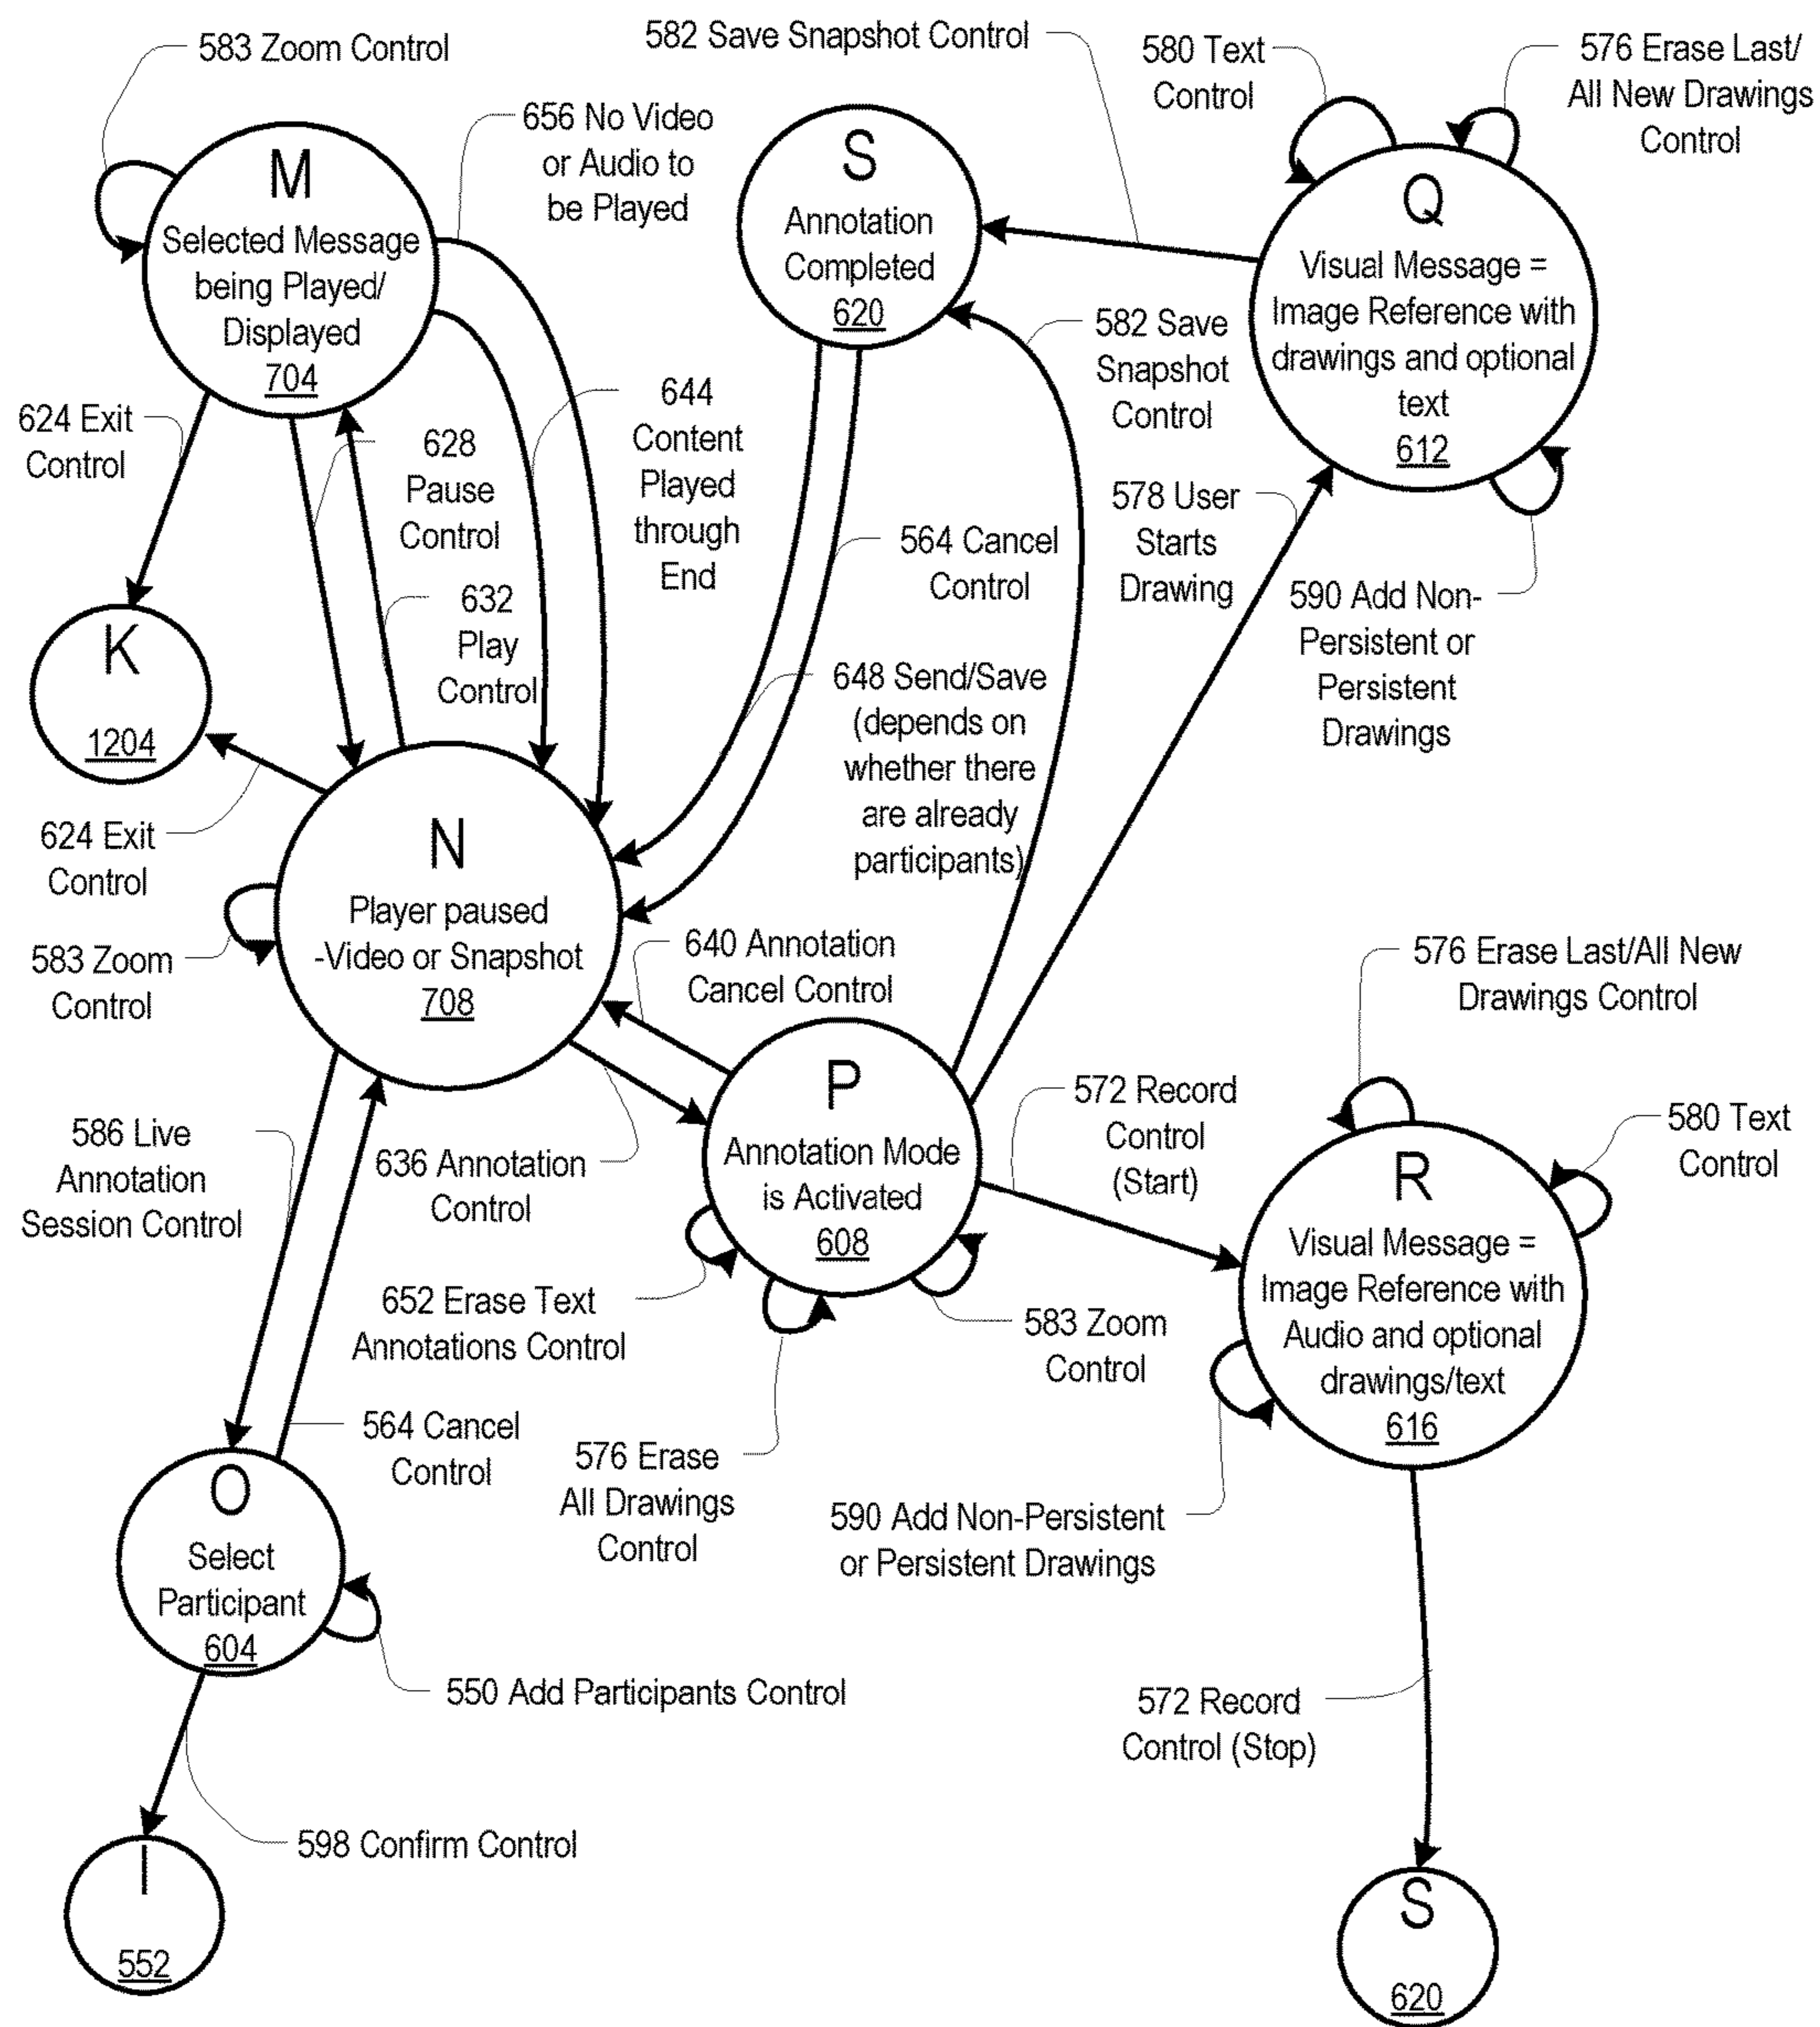 583 Zoom Control
582 Save Snapshot Control
580 Text
Control
576 Erase Last/
All New Drawings
Control
656 No Video
or Audio to
be Played
M
Selected Message
being Played/
Displayed
704
S
Annotation
Completed
620
Q
Visual Message =
Image Reference with
drawings and optional
text
612
582 Save
Snapshot
Control
624 Exit
Control
628
Pause
Control
644
Content
Played
through
End
578 User
Starts
Drawing
564 Cancel
Control
632
Play
Control
590 Add Non-
Persistent or
Persistent
Drawings
K
1204
648 Send/Save
(depends on
whether there
are already
participants)
624 Exit
Control
N
Player paused
-Video or Snapshot
708
583 Zoom
Control
640 Annotation
Cancel Control
576 Erase Last/All New
Drawings Control
P
Annotation Mode
is Activated
608
572 Record
Control
(Start)
580 Text
Control
586 Live
Annotation
Session Control
636 Annotation
Control
R
Visual Message =
Image Reference with
Audio and optional
drawings/text
616
652 Erase Text
Annotations Control
583 Zoom
Control
564 Cancel
Control
576 Erase
All Drawings
Control
590 Add Non-Persistent
or Persistent Drawings
O
Select
Participant
604
550 Add Participants Control
572 Record
Control (Stop)
598 Confirm Control
I
552
S
620